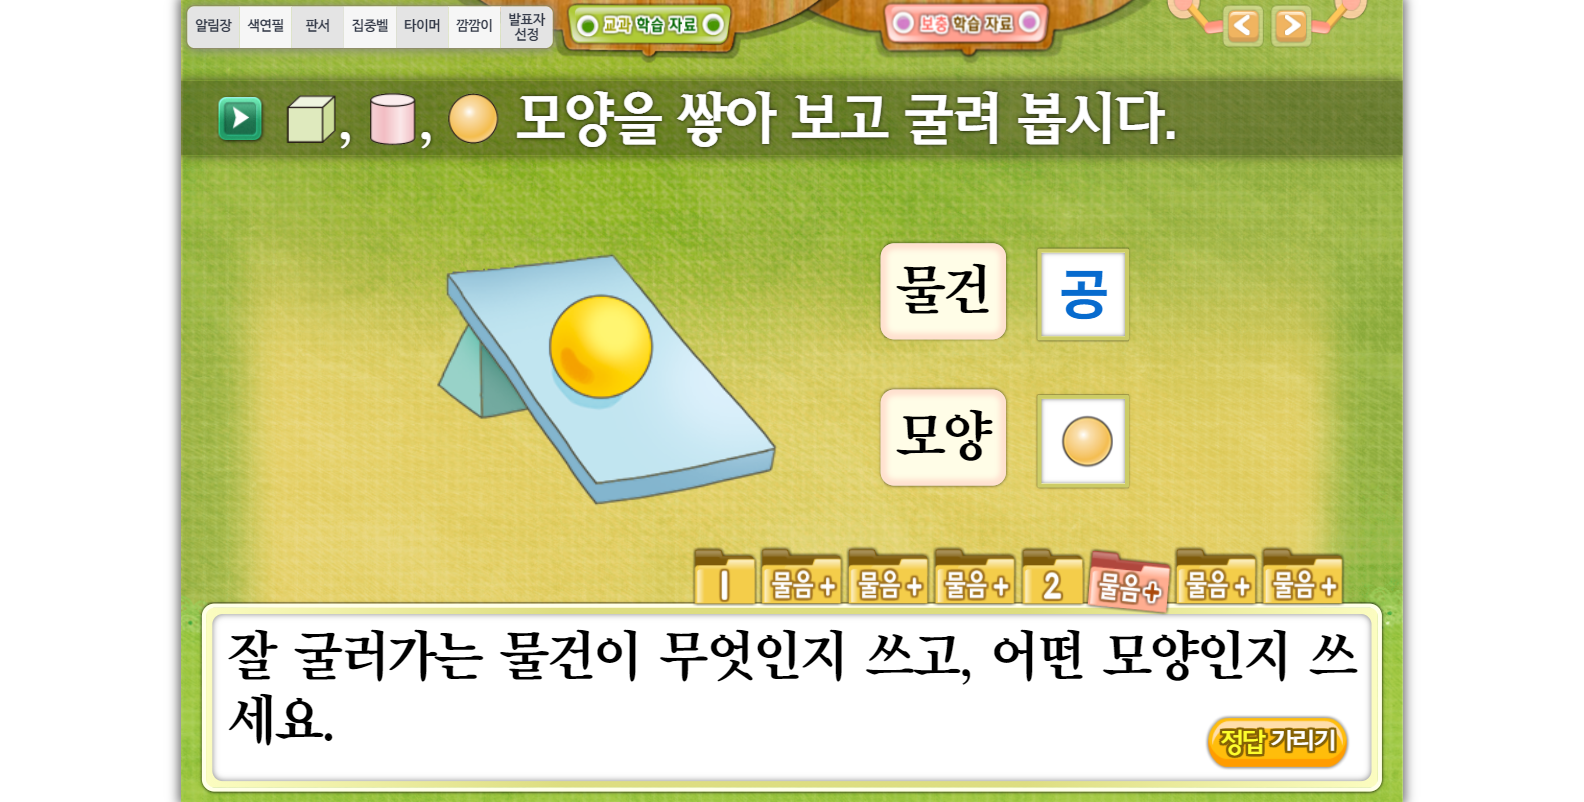 알림장 색연필 판서 집중벨 타이머 깜깜이 발표자 선정
교과 학습 자료
보충 학습 자료
, , 모양을 쌓아 보고 굴려 봅시다.
물건 공
모양
1 물음+ 물음+ 물음+ 2 물음+ 물음+ 물음+
잘 굴러가는 물건이 무엇인지 쓰고, 어떤 모양인지 쓰
세요.
정답 가리기